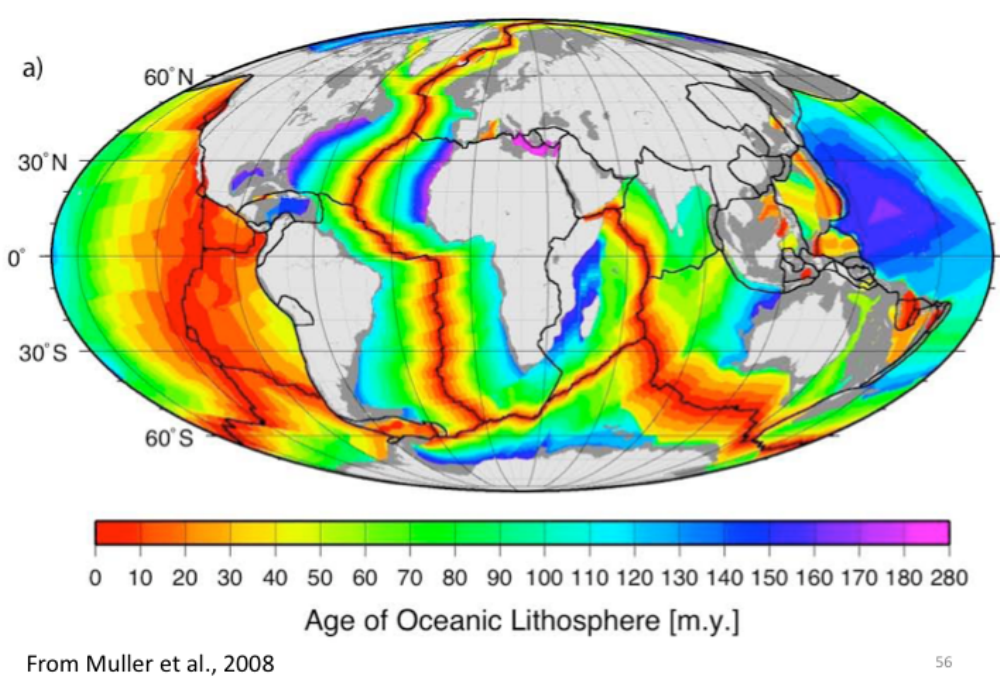 a)
60°N
30°N
0°
30°S
60°S
0 10 20 30 40 50 60 70 80 90 100 110 120 130 140 150 160 170 180 280
Age of Oceanic Lithosphere [m.y.]
From Muller et al., 2008
56